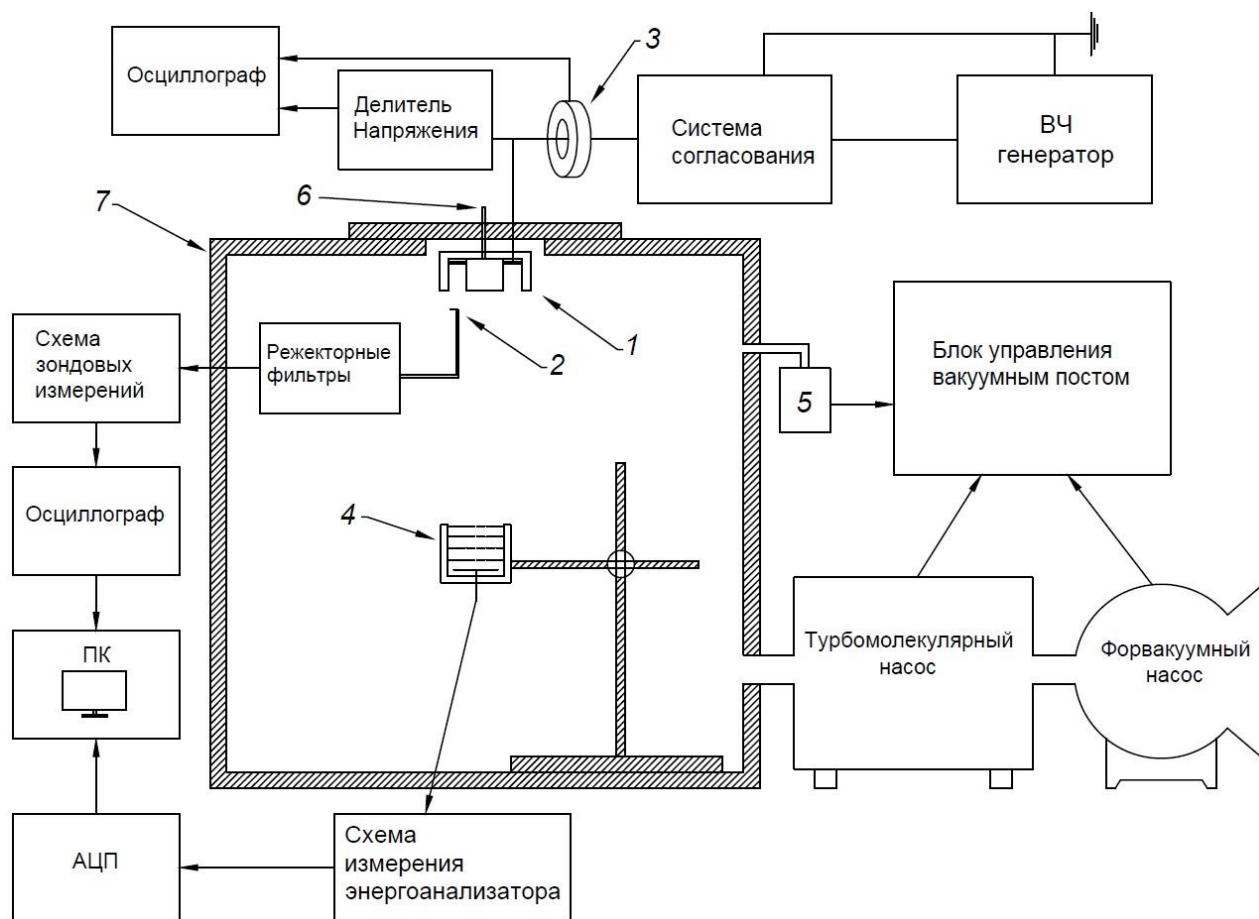 Осциллограф
Делитель
Напряжения
3
Система
согласования
ВЧ
генератор
6
7
1
2
Схема
зондовых
измерений
Режекторные
фильтры
5
Блок управления
вакуумным постом
Осциллограф
4
ПК
Турбомолекулярный
насос
Форвакуумный
насос
АЦП
Схема
измерения
энергоанализатора